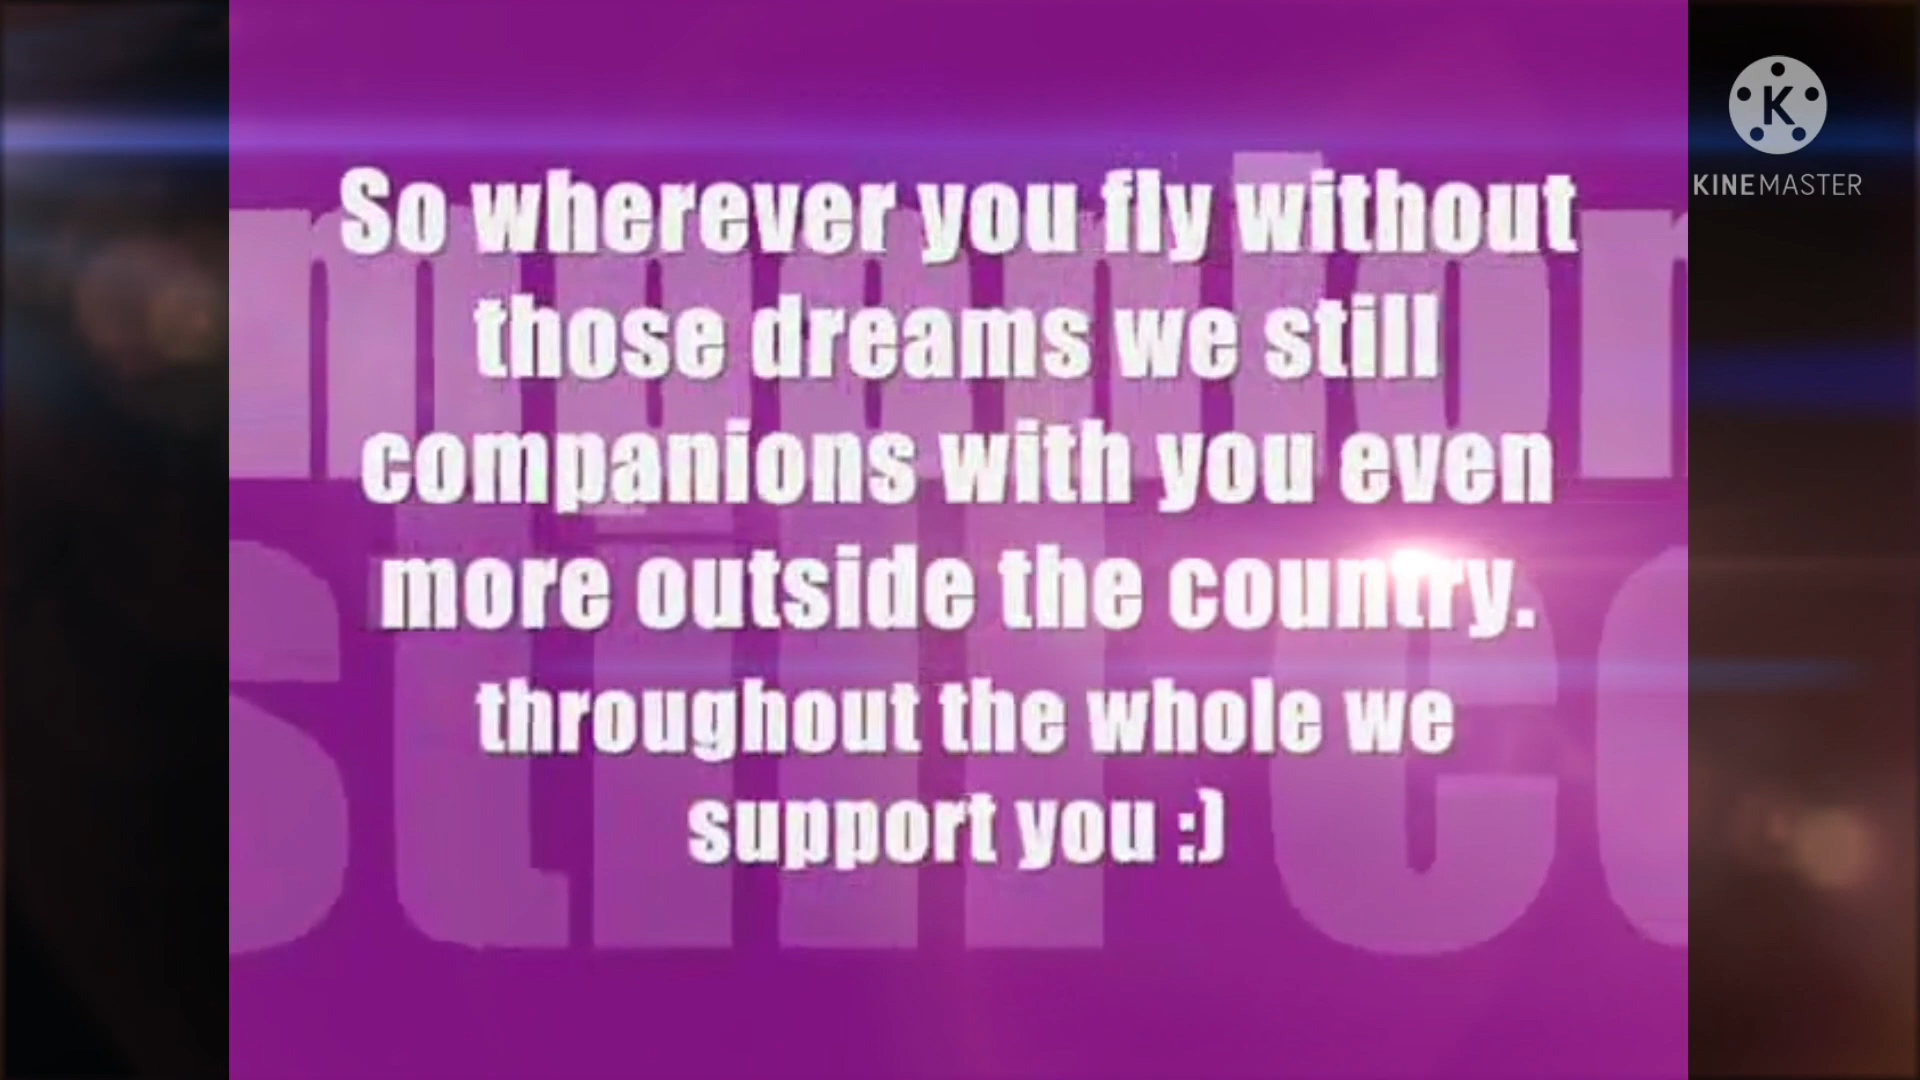 So wherever you fly without
those dreams we still
companions with you even
more outside the country.
throughout the whole we
support you :)
K
KINEMASTER